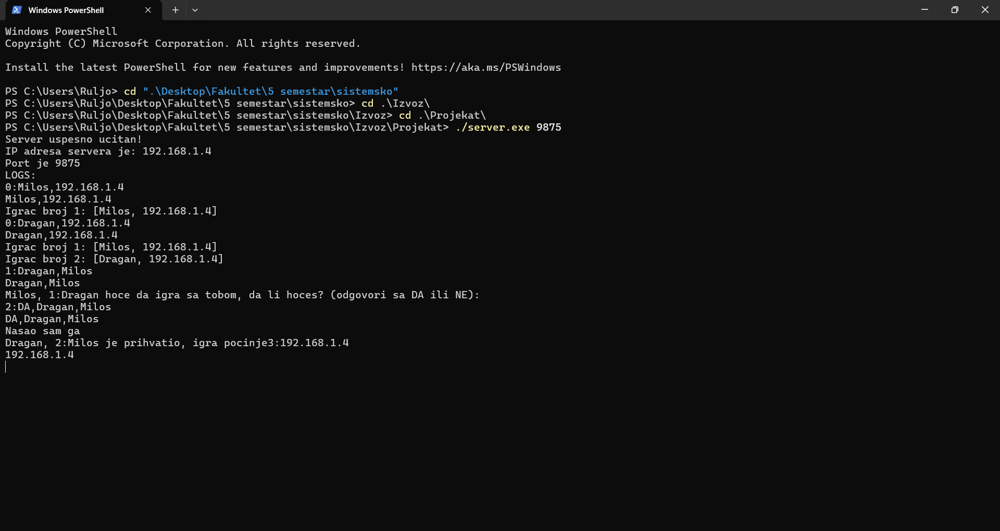 Windows PowerShell
Windows PowerShell
Copyright (C) Microsoft Corporation. All rights reserved.
Install the latest PowerShell for new features and improvements! https://aka.ms/PSWindows
PS C:\Users\Ruljo> cd ".\Desktop\Fakultet\5 semestar\sistemsko"
PS C:\Users\Ruljo\Desktop\Fakultet\5 semestar\sistemsko> cd .\Izvoz\
PS C:\Users\Ruljo\Desktop\Fakultet\5 semestar\sistemsko\Izvoz> cd .\Projekat\
PS C:\Users\Ruljo\Desktop\Fakultet\5 semestar\sistemsko\Izvoz\Projekat> ./server.exe 9875
Server uspesno ucitan!
IP adresa servera je: 192.168.1.4
Port je 9875
LOGS:
0:Milos,192.168.1.4
Milos,192.168.1.4
Igrac broj 1: [Milos, 192.168.1.4]
0:Dragan,192.168.1.4
Dragan,192.168.1.4
Igrac broj 1: [Milos, 192.168.1.4]
Igrac broj 2: [Dragan, 192.168.1.4]
1:Dragan,Milos
Dragan,Milos
Milos, 1:Dragan hoce da igra sa tobom, da li hoces? (odgovori sa DA ili NE):
2:DA,Dragan,Milos
DA,Dragan,Milos
Nasao sam ga
Dragan, 2:Milos je prihvatio, igra pocinje3:192.168.1.4
192.168.1.4